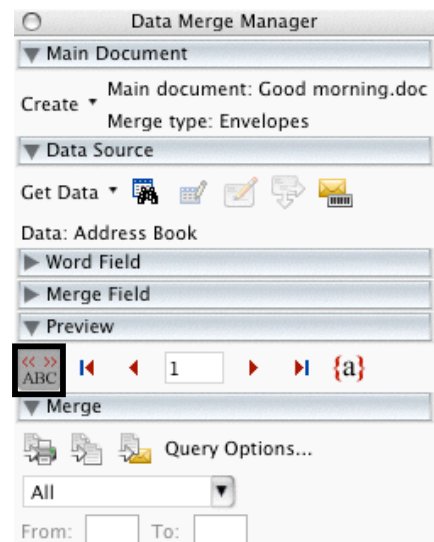 Data Merge Manager
Main Document
Create Main document: Good morning.doc
Merge type: Envelopes
Data Source
Get Data
Data: Address Book
Word Field
Merge Field
Preview
« »
ABC 1 {a}
Merge
Query Options...
All
From: To: